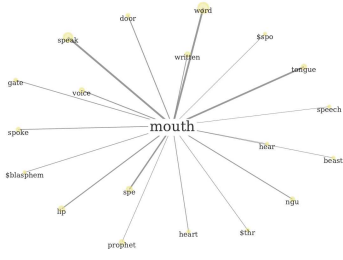 word
door
$spo
speak
written
tongue
gate
voice
speech
mouth
spoke
hear
beast
$blasphem
spe
ngu
lip
$thr
heart
prophet